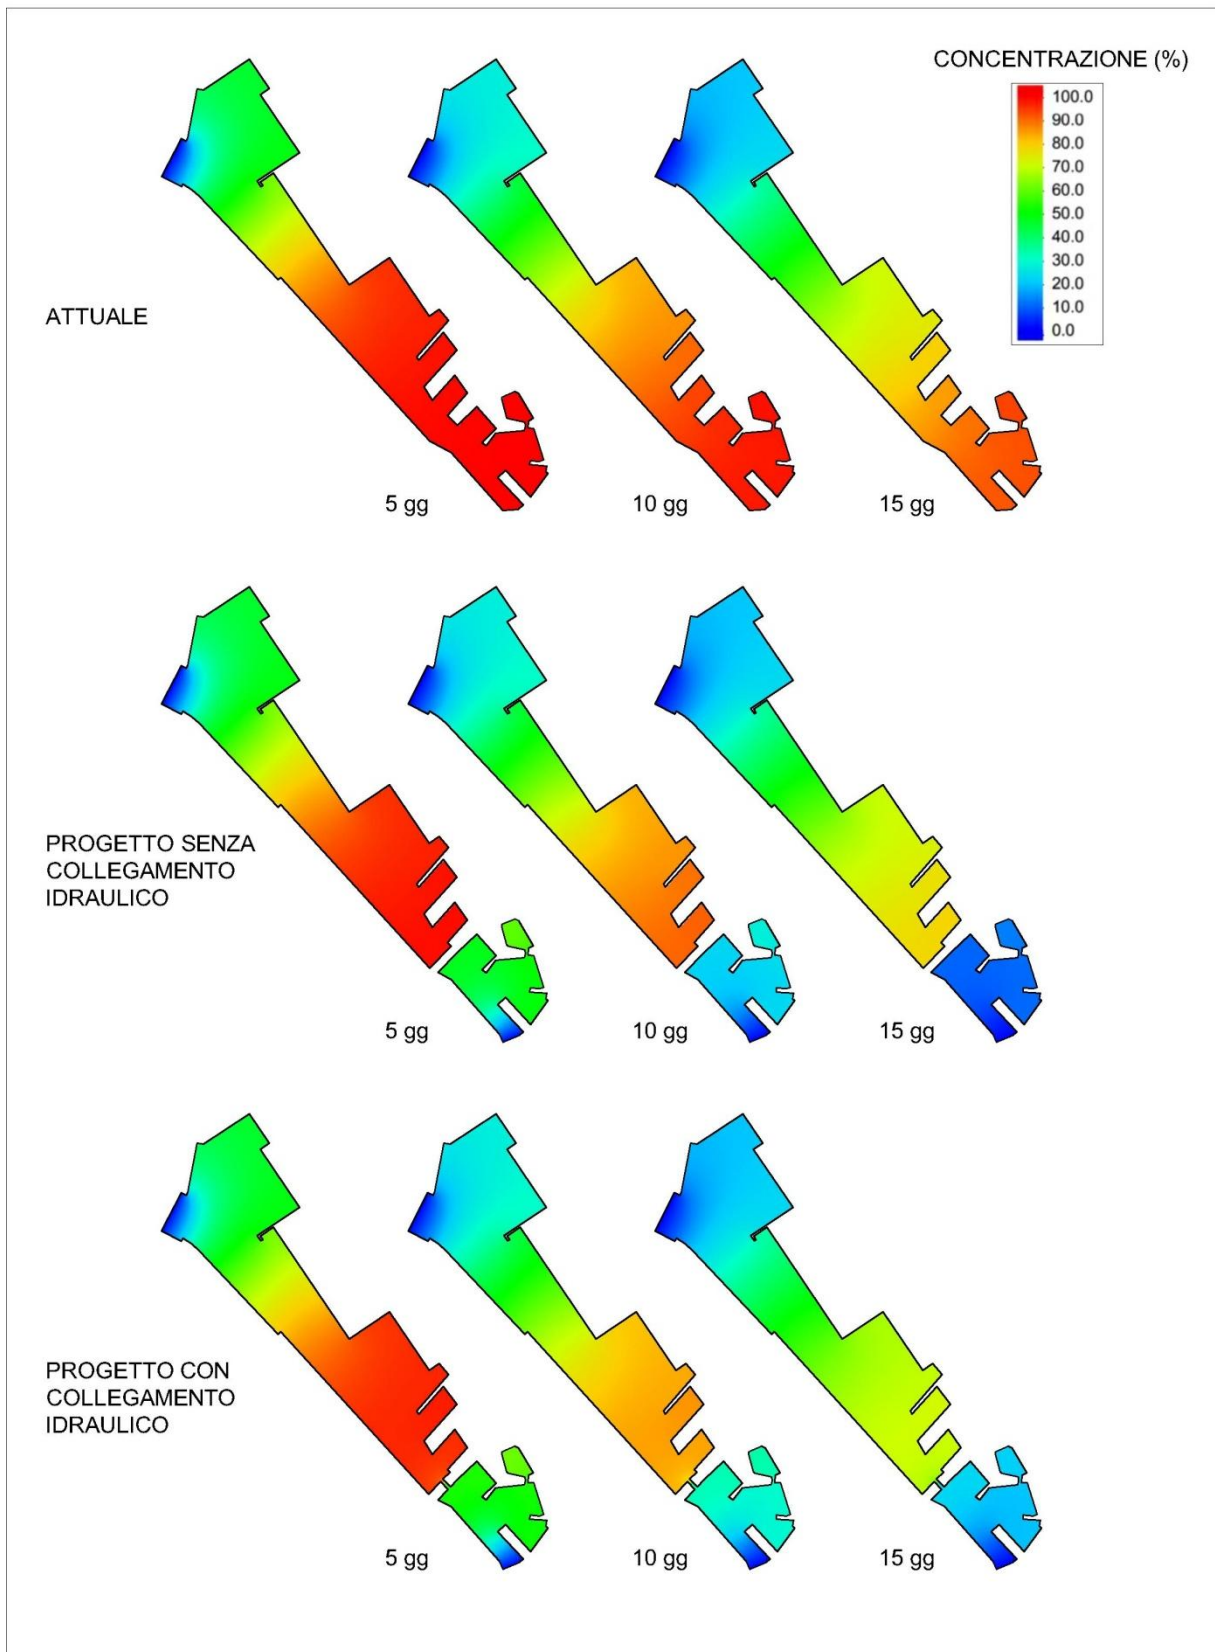 CONCENTRAZIONE (%)
100.0
90.0
80.0
70.0
60.0
50.0
40.0
30.0
20.0
10.0
0.0
ATTUALE
5 gg
10 gg
15 gg
PROGETTO SENZA
COLLEGAMENTO
IDRAULICO
5 gg
10 gg
15 gg
PROGETTO CON
COLLEGAMENTO
IDRAULICO
5 gg
10 gg
15 gg